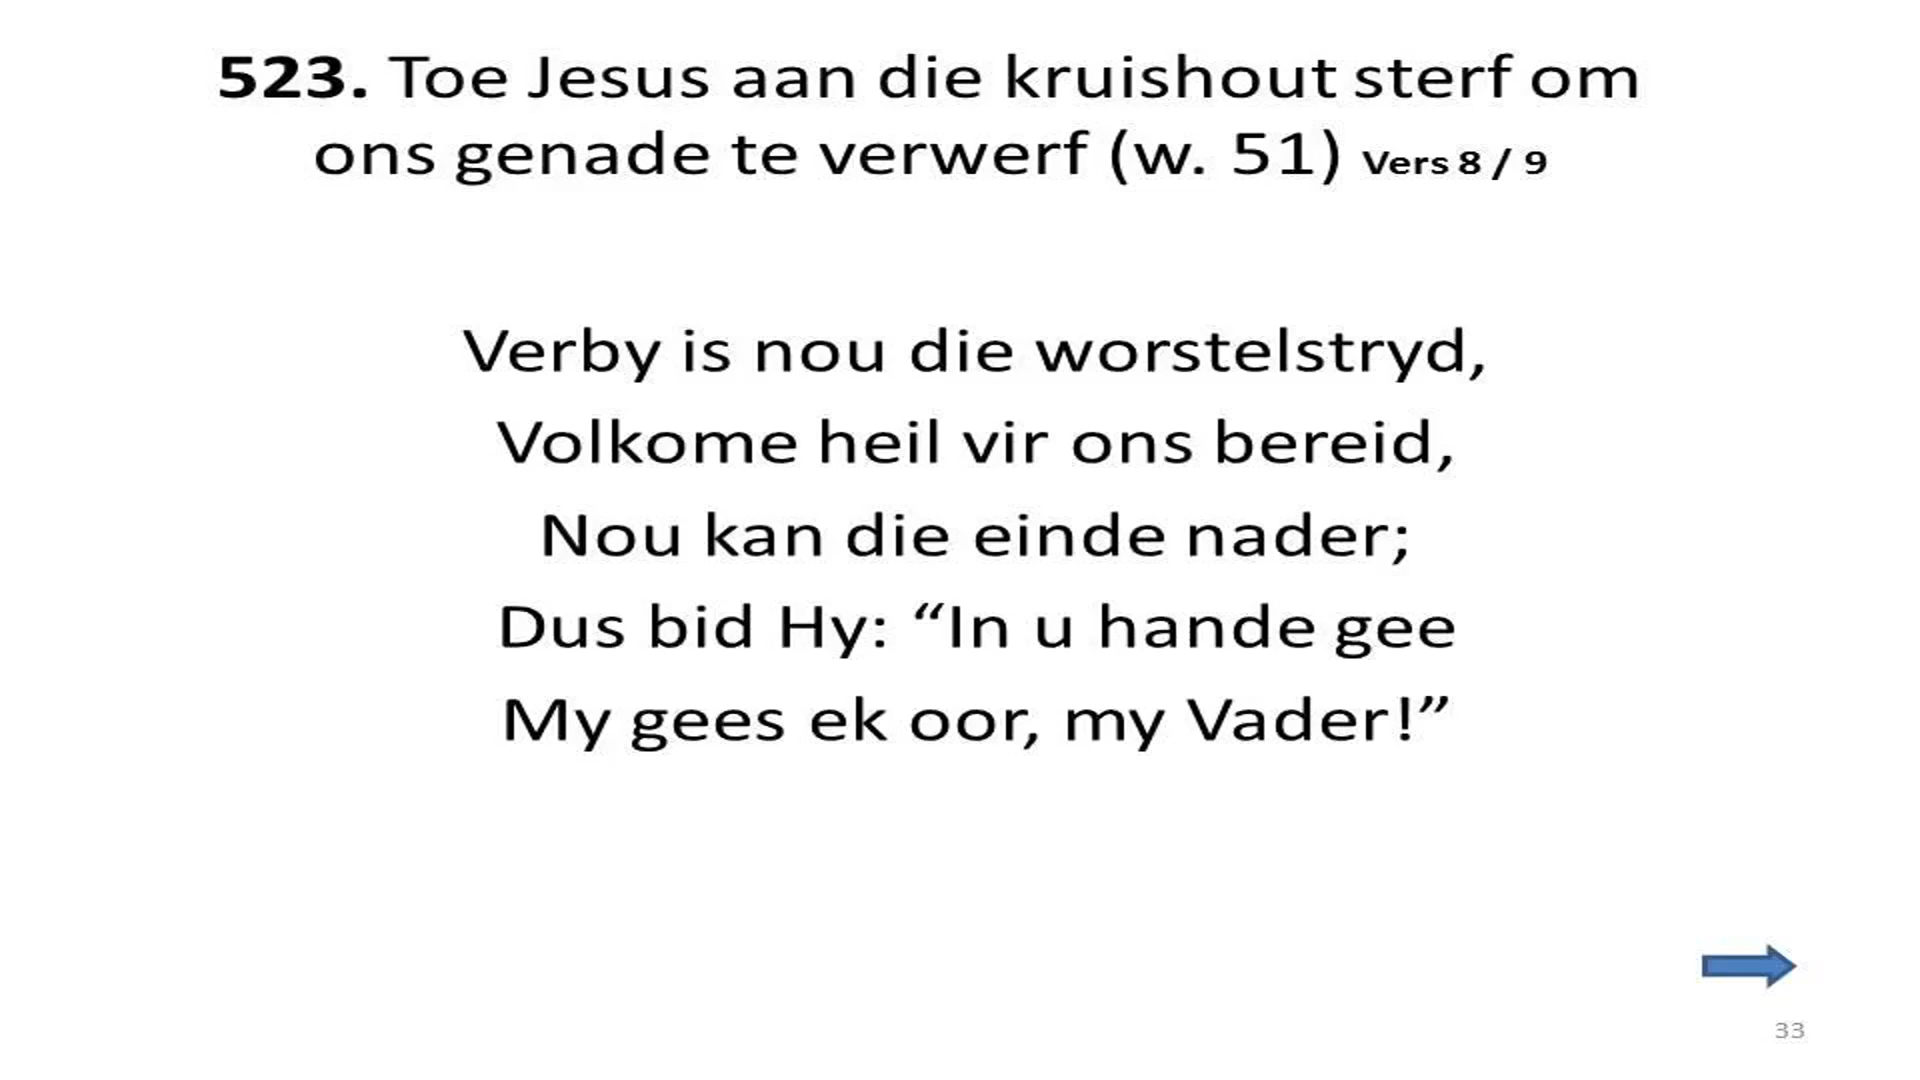 523. Toe Jesus aan die kruishout sterf om
ons genade te verwerf (w. 51) Vers 8 / 9
Verby is nou die worstelstryd,
Volkome heil vir ons bereid,
Nou kan die einde nader;
Dus bid Hy: “In u hande gee
My gees ek oor, my Vader!”
33